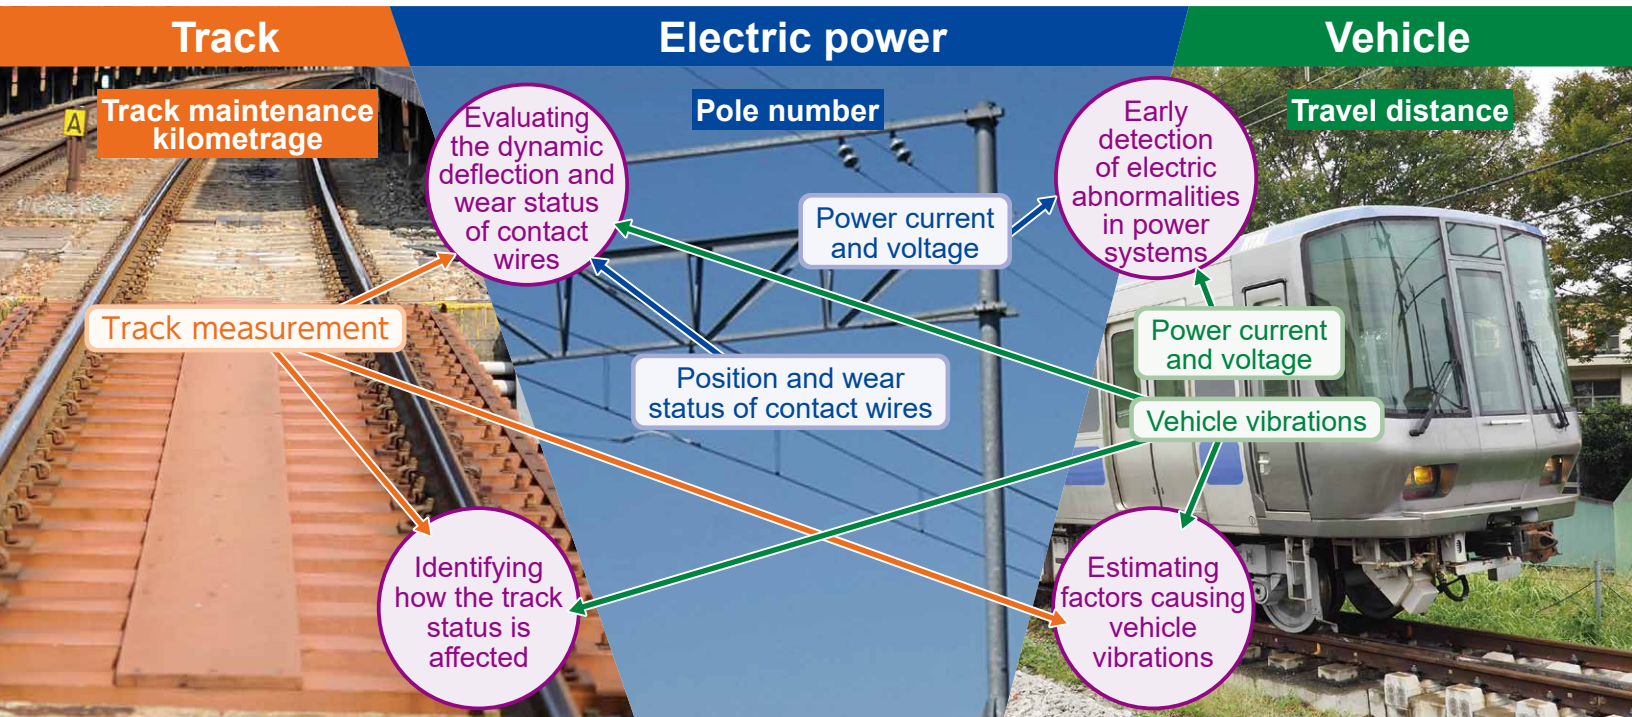 Track
Electric power
Vehicle
Track maintenance
kilometrage
A
Evaluating
the dynamic
deflection and
wear status
of contact
wires
Pole number
Early
detection
of electric
abnormalities
in power
systems
Travel distance
Power current
and voltage
Track measurement
Power current
and voltage
Position and wear
status of contact wires
Vehicle vibrations
Identifying
how the track
status is
affected
Estimating
factors causing
vehicle
vibrations